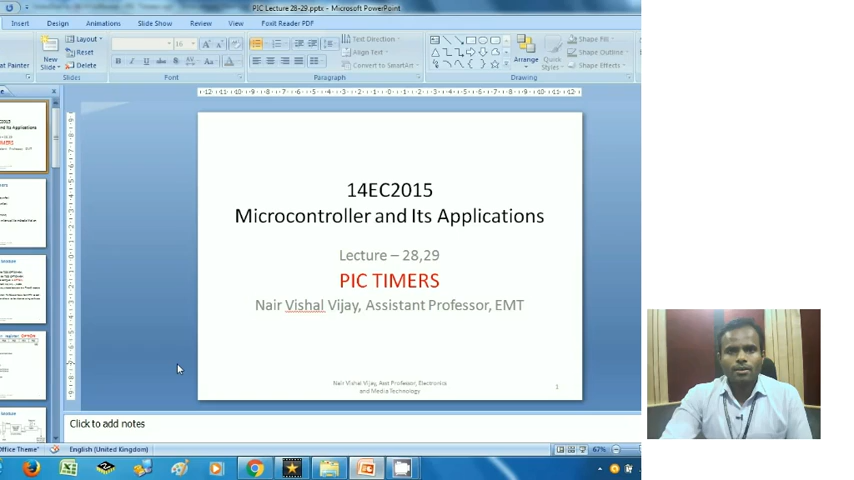 PIC Lecture 28-29.pptx - Microsoft PowerPoint
Insert Design Animations Slide Show Review View Foxit Reader PDF
Layout
Reset
Delete
New Slide
Slides
16
Font
Text Direction
Align Text
Convert to SmartArt
Paragraph
Arrange
Quick Styles
Shape Fill
Shape Outline
Shape Effects
Drawing
14EC2015
Microcontroller and Its Applications
Lecture – 28,29
PIC TIMERS
Nair Vishal Vijay, Assistant Professor, EMT
Nair Vishal Vijay, Asst Professor, Electronics
and Media Technology
1
Click to add notes
Office Theme"
English (United Kingdom)
67%